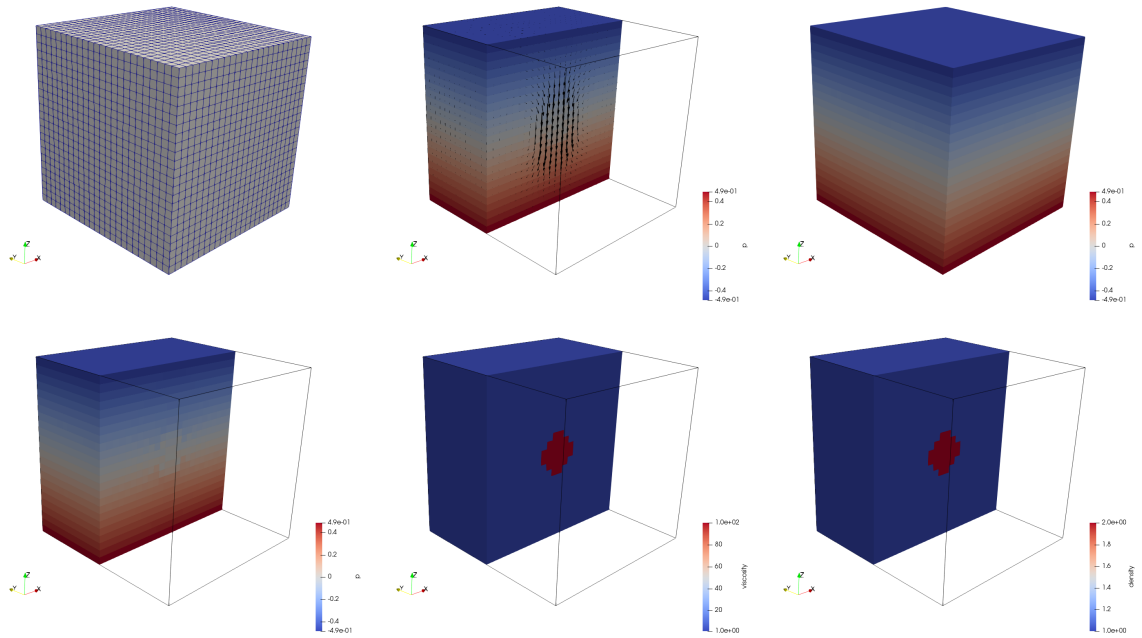 Z
Y
X
Z
Y
X
4.9e-01
0.4
0.2
0
-0.2
-0.4
-4.9e-01
p
Z
Y
X
4.9e-01
0.4
0.2
0
-0.2
-0.4
-4.9e-01
p
Z
Y
X
4.9e-01
0.4
0.2
0
-0.2
-0.4
-4.9e-01
p
Z
Y
X
1.0e+02
80
60
40
20
1.0e+00
viscosity
Z
Y
X
2.0e+00
1.8
1.6
1.4
1.2
1.0e+00
density